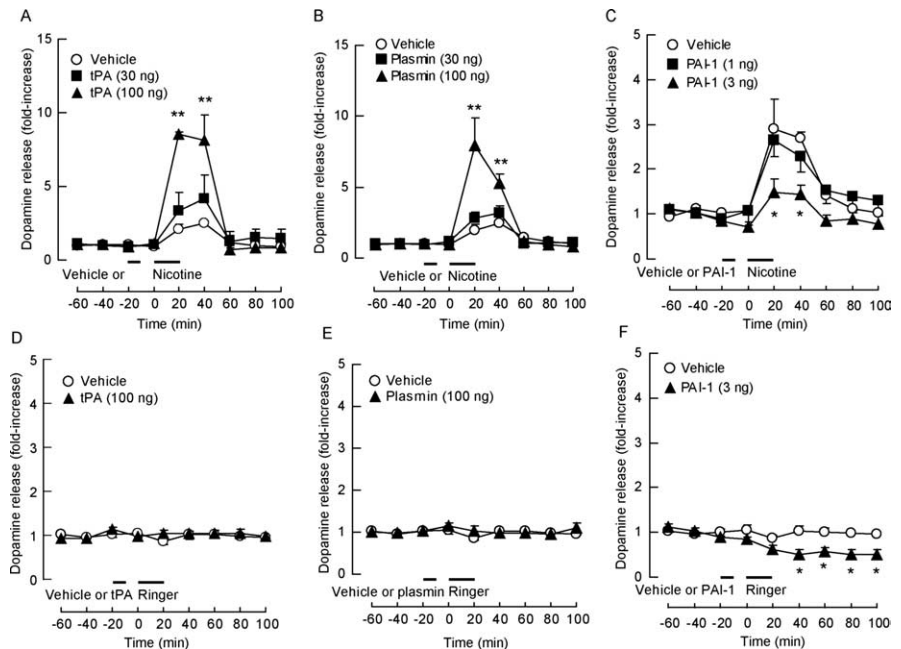 A
Dopamine release (fold-increase)
15
10
5
0
Vehicle
tPA (30 ng)
tPA (100 ng)
** **
Vehicle or Nicotine
-60 -40 -20 0 20 40 60 80 100
Time (min)
B
Dopamine release (fold-increase)
15
10
5
0
Vehicle
Plasmin (30 ng)
Plasmin (100 ng)
**
**
Vehicle or Nicotine
-60 -40 -20 0 20 40 60 80 100
Time (min)
C
Dopamine release (fold-increase)
5
4
3
2
1
0
Vehicle
PAI-1 (1 ng)
PAI-1 (3 ng)
* *
Vehicle or PAI-1 Nicotine
-60 -40 -20 0 20 40 60 80 100
Time (min)
D
Dopamine release (fold-increase)
5
4
3
2
1
0
Vehicle
tPA (100 ng)
Vehicle or tPA Ringer
-60 -40 -20 0 20 40 60 80 100
Time (min)
E
Dopamine release (fold-increase)
5
4
3
2
1
0
Vehicle
Plasmin (100 ng)
Vehicle or plasmin Ringer
-60 -40 -20 0 20 40 60 80 100
Time (min)
F
Dopamine release (fold-increase)
5
4
3
2
1
0
Vehicle
PAI-1 (3 ng)
* * * *
Vehicle or PAI-1 Ringer
-60 -40 -20 0 20 40 60 80 100
Time (min)